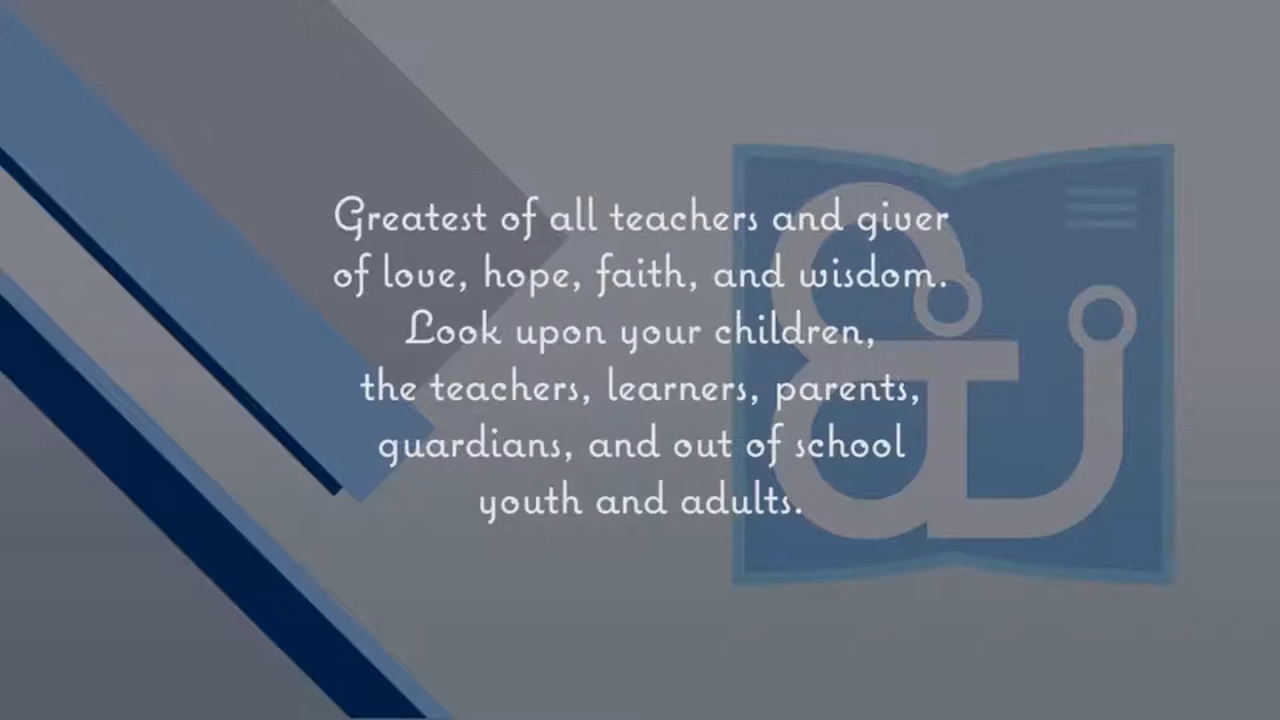 Greatest of all teachers and giver
of love, hope, faith, and wisdom.
Look upon your children,
the teachers, learners, parents,
guardians, and out of school
youth and adults.